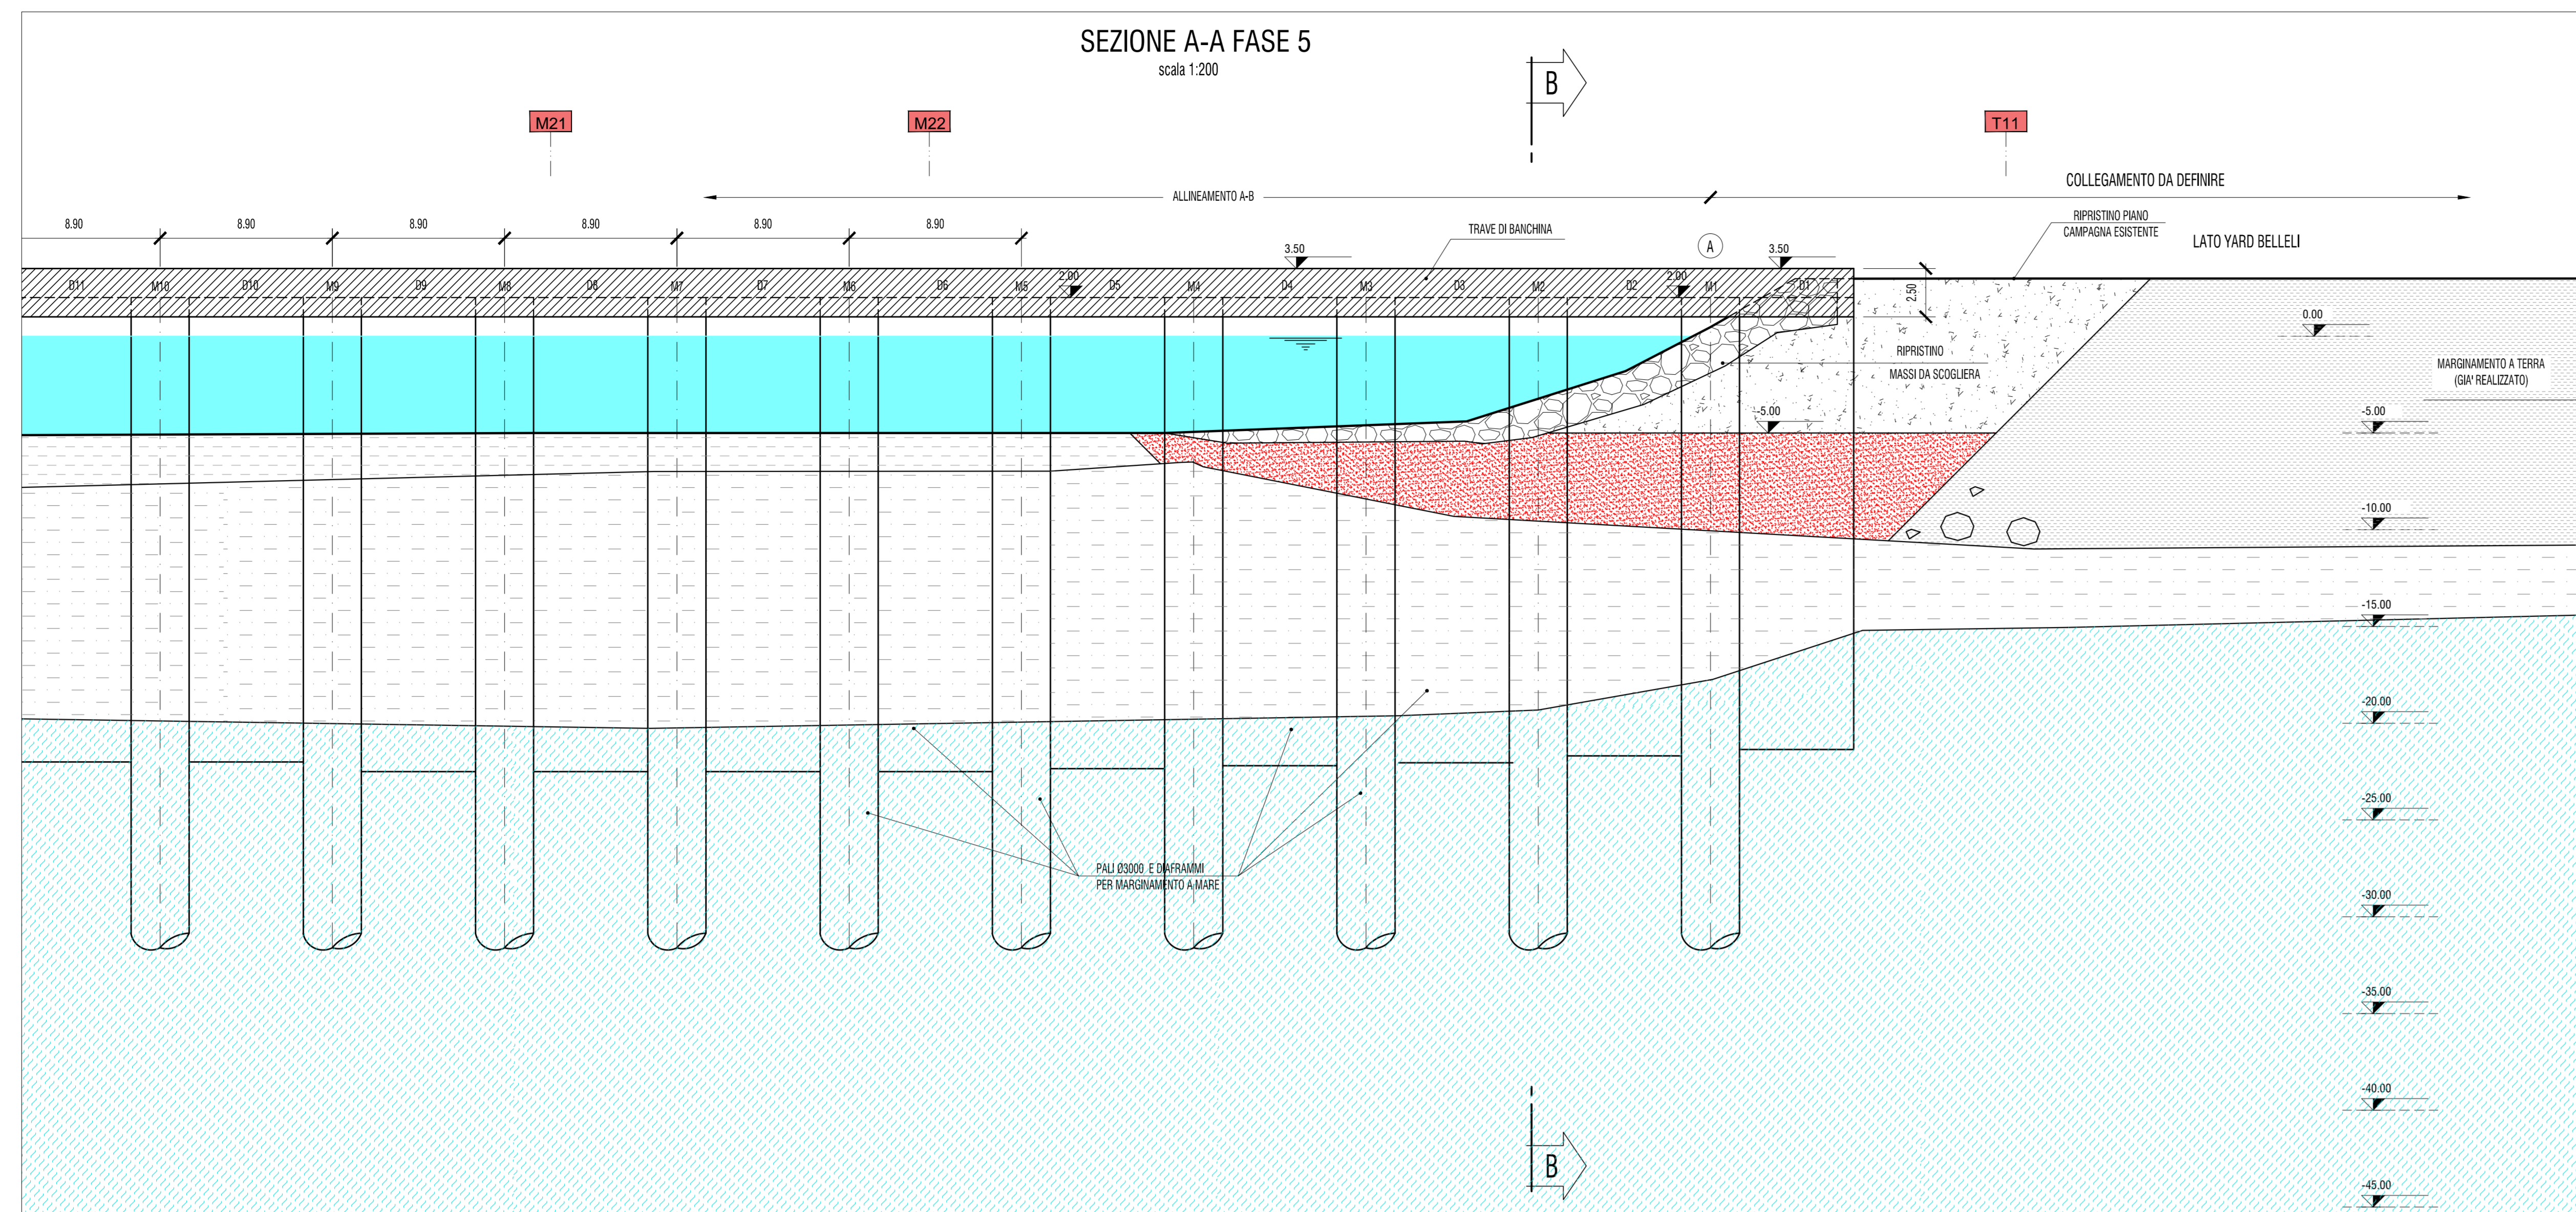 SEZIONE A-A FASE 5
scala 1:200
B
M21
M22
T11
COLLEGAMENTO DA DEFINIRE
ALLINEAMENTO A-B
RIPRISTINO PIANO
CAMPAGNA ESISTENTE
LATO YARD BELLELI
8.90
8.90
8.90
8.90
8.90
8.90
TRAVE DI BANCHINA
3.50
A
3.50
2.00
2.00
D11
M10
D10
M9
D9
M8
D8
M7
D7
M6
D6
M5
D5
M4
D4
M3
D3
M2
D2
M1
D1
2.50
0.00
RIPRISTINO
MASSI DA SCOGLIERA
MARGINAMENTO A TERRA
(GIA' REALIZZATO)
-5.00
-5.00
-10.00
-15.00
-20.00
-25.00
PALI Ø3000 E DIAFRAMMI
PER MARGINAMENTO A MARE
-30.00
-35.00
-40.00
B
-45.00